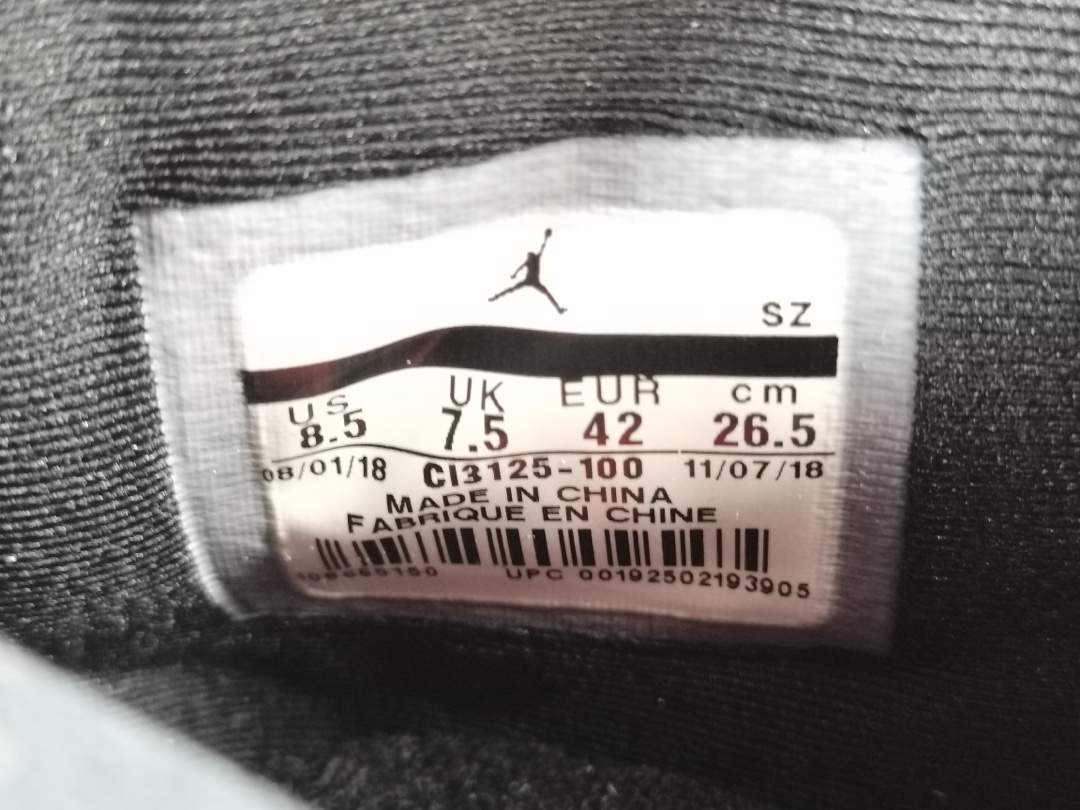 SZ
US UK EUR cm
8.5 7.5 42 26.5
08/01/18 CI3125-100 11/07/18
MADE IN CHINA
FABRIQUE EN CHINE
UPC 00192502193905